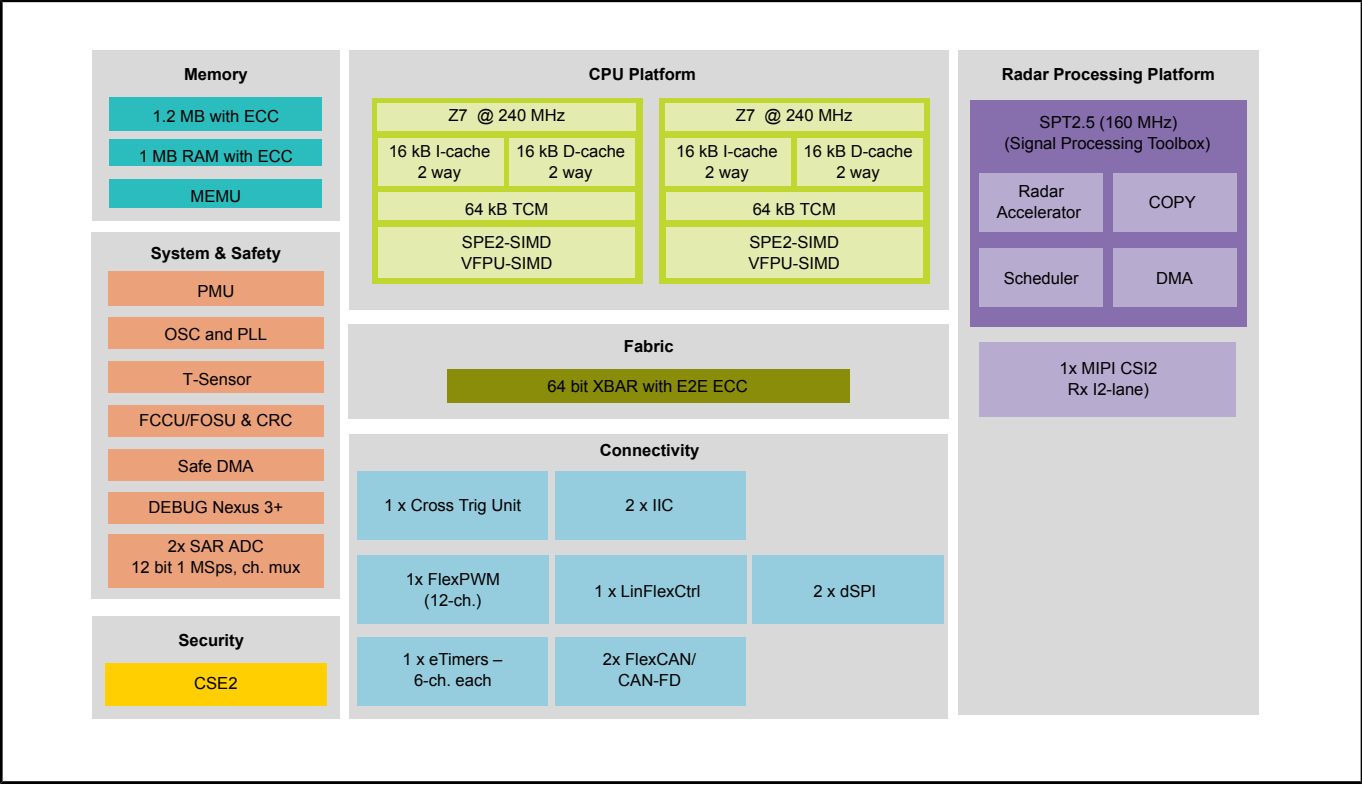 Memory
1.2 MB with ECC
1 MB RAM with ECC
MEMU
System & Safety
PMU
OSC and PLL
T-Sensor
FCCU/FOSU & CRC
Safe DMA
DEBUG Nexus 3+
2x SAR ADC
12 bit 1 MSps, ch. mux
Security
CSE2
CPU Platform
Z7 @ 240 MHz
16 kB I-cache
2 way
16 kB D-cache
2 way
64 kB TCM
SPE2-SIMD
VFPU-SIMD
Z7 @ 240 MHz
16 kB I-cache
2 way
16 kB D-cache
2 way
64 kB TCM
SPE2-SIMD
VFPU-SIMD
Fabric
64 bit XBAR with E2E ECC
Connectivity
1 x Cross Trig Unit
2 x IIC
1x FlexPWM
(12-ch.)
1 x LinFlexCtrl
2 x dSPI
1 x eTimers –
6-ch. each
2x FlexCAN/
CAN-FD
Radar Processing Platform
SPT2.5 (160 MHz)
(Signal Processing Toolbox)
Radar
Accelerator
COPY
Scheduler
DMA
1x MIPI CSI2
Rx I2-lane)